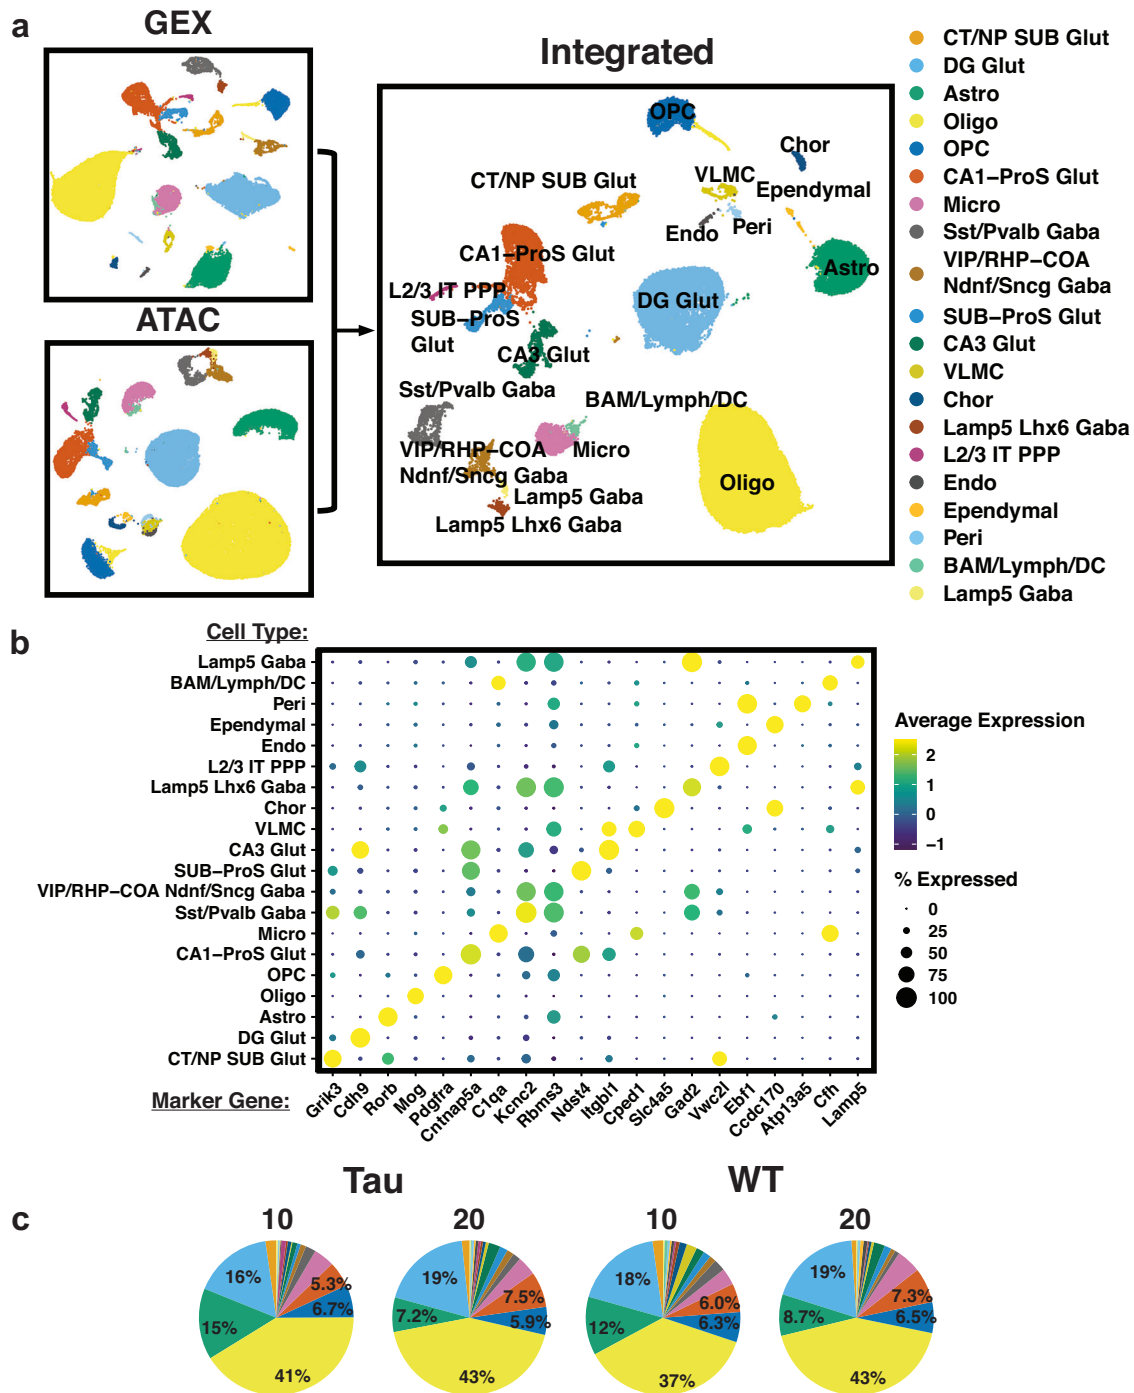 a
GEX
ATAC
Integrated
OPC
Chor
VLMC
Ependymal
CT/NP SUB Glut
Endo
Peri
CA1–ProS Glut
Astro
L2/3 IT PPP
DG Glut
SUB–ProS
Glut
CA3 Glut
Sst/Pvalb Gaba
BAM/Lymph/DC
VIP/RHP–COA
Ndnf/Sncg Gaba
Micro
Oligo
Lamp5 Gaba
Lamp5 Lhx6 Gaba
CT/NP SUB Glut
DG Glut
Astro
Oligo
OPC
CA1–ProS Glut
Micro
Sst/Pvalb Gaba
VIP/RHP–COA
Ndnf/Sncg Gaba
SUB–ProS Glut
CA3 Glut
VLMC
Chor
Lamp5 Lhx6 Gaba
L2/3 IT PPP
Endo
Ependymal
Peri
BAM/Lymph/DC
Lamp5 Gaba
b
Cell Type:
Lamp5 Gaba
BAM/Lymph/DC
Peri
Ependymal
Endo
L2/3 IT PPP
Lamp5 Lhx6 Gaba
Chor
VLMC
CA3 Glut
SUB–ProS Glut
VIP/RHP–COA Ndnf/Sncg Gaba
Sst/Pvalb Gaba
Micro
CA1–ProS Glut
OPC
Oligo
Astro
DG Glut
CT/NP SUB Glut
Marker Gene:
Grik3
Cdh9
Rorb
Mog
Pdgfra
Cntnap5a
C1qa
Kcnc2
Rbms3
Ndst4
Itgbl1
Cped1
Slc4a5
Gad2
Vwc2l
Ebf1
Ccdc170
Atp13a5
Cfh
Lamp5
Average Expression
2
1
0
−1
% Expressed
0
25
50
75
100
c
Tau
WT
10
20
10
20
16%
5.3%
6.7%
15%
41%
19%
7.5%
7.2%
5.9%
43%
18%
6.0%
12%
6.3%
37%
19%
7.3%
8.7%
6.5%
43%